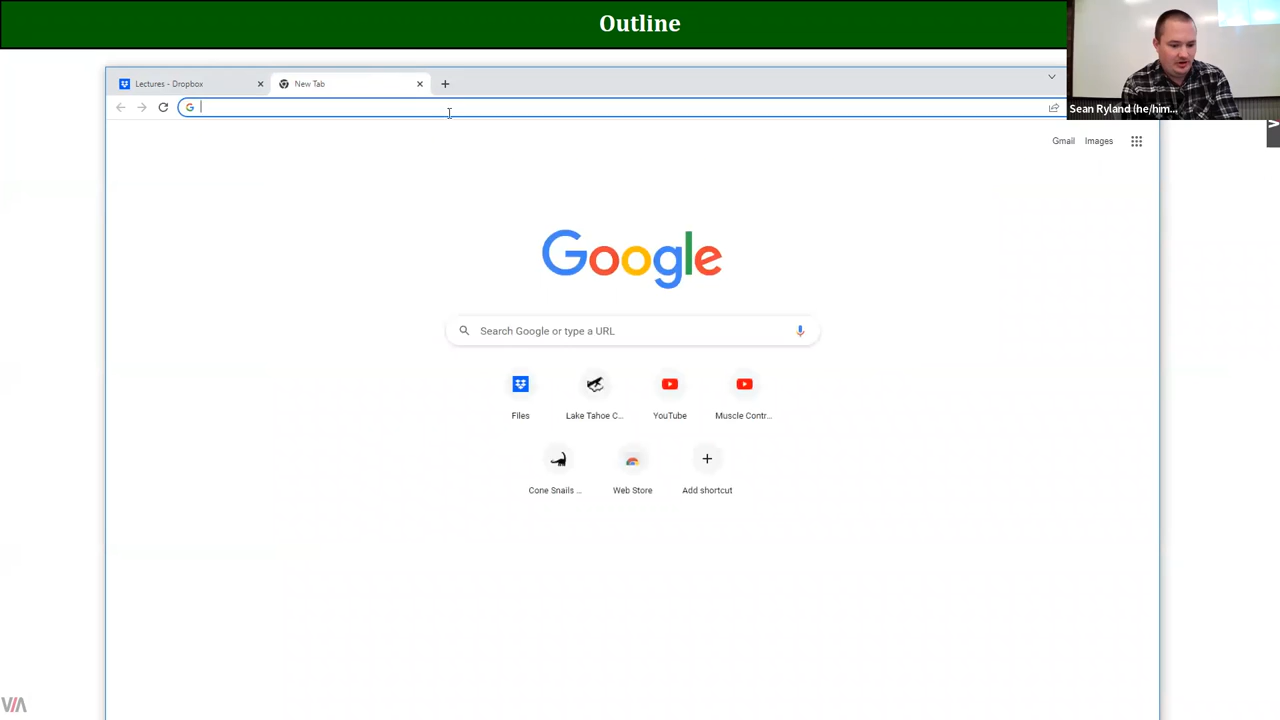 Outline
Lectures - Dropbox
New Tab
Sean Ryland (he/him...
Gmail Images
Google
Search Google or type a URL
Files Lake Tahoe C... YouTube Muscle Contr...
Cone Snails ... Web Store Add shortcut
VIA